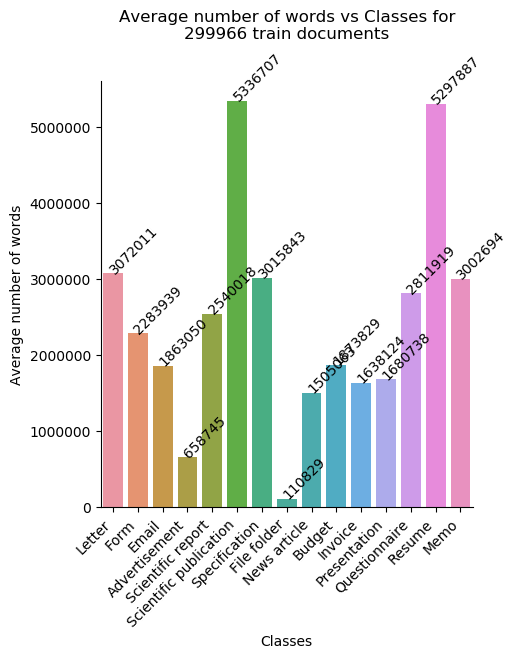 Average number of words vs Classes for
299966 train documents
Average number of words
5000000
4000000
3000000
2000000
1000000
0
3072011
2283939
1863050
658745
2540018
5336707
3015843
110829
1505063
1873829
1638124
1680738
2811919
5297887
3002694
Letter
Form
Email
Advertisement
Scientific report
Scientific publication
Specification
File folder
News article
Budget
Invoice
Presentation
Questionnaire
Resume
Memo
Classes